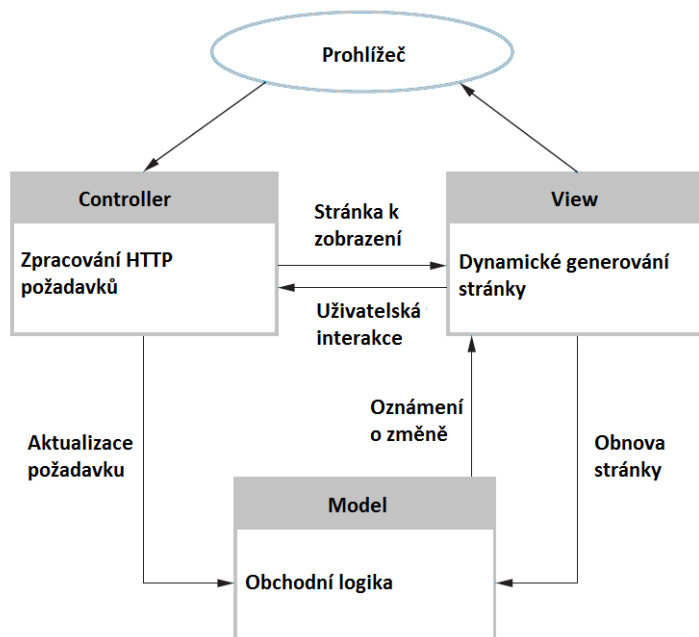 Prohlížeč
Controller
Zpracování HTTP
požadavků
Stránka k
zobrazení
Uživatelská
interakce
View
Dynamické generování
stránky
Aktualizace
požadavku
Oznámení
o změně
Obnova
stránky
Model
Obchodní logika